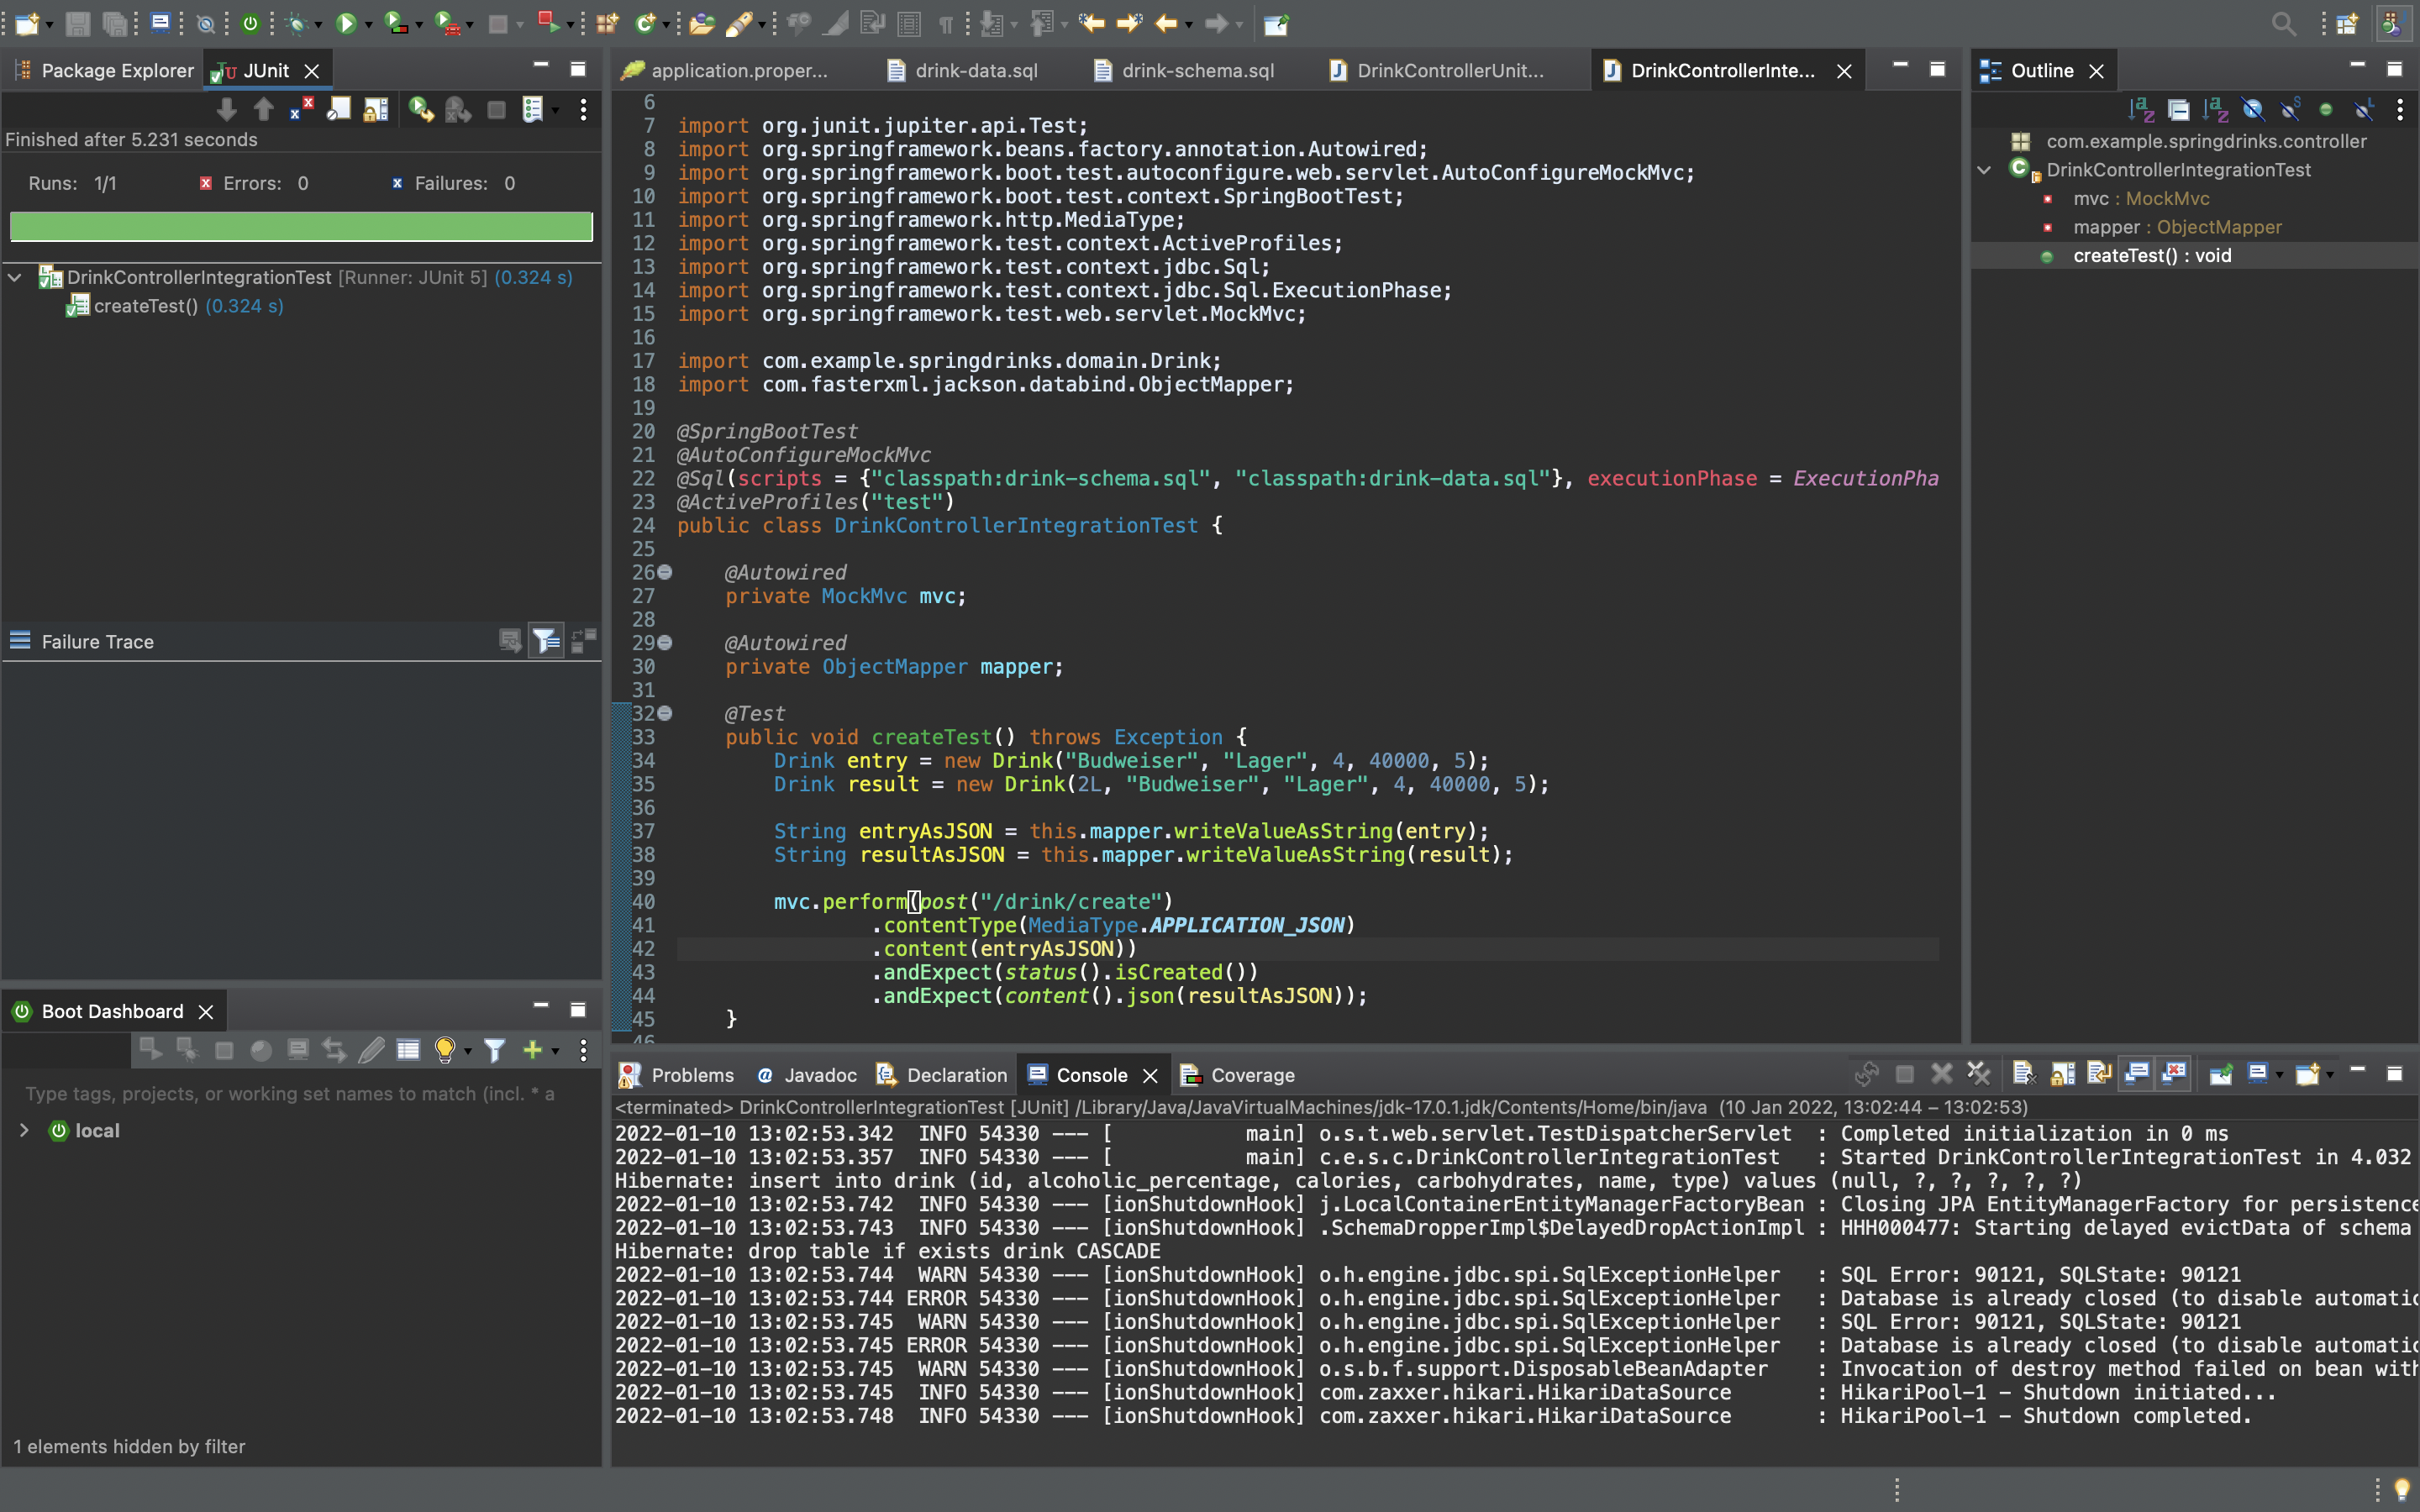 Package Explorer
JUnit
Finished after 5.231 seconds
Runs: 1/1
Errors: 0
Failures: 0
DrinkControllerIntegrationTest [Runner: JUnit 5] (0.324 s)
createTest() (0.324 s)
Failure Trace
Boot Dashboard
Type tags, projects, or working set names to match (incl. * a
local
1 elements hidden by filter
application.proper...
drink-data.sql
drink-schema.sql
DrinkControllerUnit...
DrinkControllerInte...
6
7 import org.junit.jupiter.api.Test;
8 import org.springframework.beans.factory.annotation.Autowired;
9 import org.springframework.boot.test.autoconfigure.web.servlet.AutoConfigureMockMvc;
10 import org.springframework.boot.test.context.SpringBootTest;
11 import org.springframework.http.MediaType;
12 import org.springframework.test.context.ActiveProfiles;
13 import org.springframework.test.context.jdbc.Sql;
14 import org.springframework.test.context.jdbc.Sql.ExecutionPhase;
15 import org.springframework.test.web.servlet.MockMvc;
16
17 import com.example.springdrinks.domain.Drink;
18 import com.fasterxml.jackson.databind.ObjectMapper;
19
20 @SpringBootTest
21 @AutoConfigureMockMvc
22 @Sql(scripts = {"classpath:drink-schema.sql", "classpath:drink-data.sql"}, executionPhase = ExecutionPha
23 @ActiveProfiles("test")
24 public class DrinkControllerIntegrationTest {
25
26 @Autowired
27 private MockMvc mvc;
28
29 @Autowired
30 private ObjectMapper mapper;
31
32 @Test
33 public void createTest() throws Exception {
34 Drink entry = new Drink("Budweiser", "Lager", 4, 40000, 5);
35 Drink result = new Drink(2L, "Budweiser", "Lager", 4, 40000, 5);
36
37 String entryAsJSON = this.mapper.writeValueAsString(entry);
38 String resultAsJSON = this.mapper.writeValueAsString(result);
39
40 mvc.perform(post("/drink/create")
41 .contentType(MediaType.APPLICATION_JSON)
42 .content(entryAsJSON))
43 .andExpect(status().isCreated())
44 .andExpect(content().json(resultAsJSON));
45 }
46
Outline
com.example.springdrinks.controller
DrinkControllerIntegrationTest
mvc : MockMvc
mapper : ObjectMapper
createTest() : void
Problems
Javadoc
Declaration
Console
Coverage
<terminated> DrinkControllerIntegrationTest [JUnit] /Library/Java/JavaVirtualMachines/jdk-17.0.1.jdk/Contents/Home/bin/java (10 Jan 2022, 13:02:44 – 13:02:53)
2022-01-10 13:02:53.342  INFO 54330 --- [           main] o.s.t.web.servlet.TestDispatcherServlet  : Completed initialization in 0 ms
2022-01-10 13:02:53.357  INFO 54330 --- [           main] c.e.s.c.DrinkControllerIntegrationTest   : Started DrinkControllerIntegrationTest in 4.032
Hibernate: insert into drink (id, alcoholic_percentage, calories, carbohydrates, name, type) values (null, ?, ?, ?, ?, ?)
2022-01-10 13:02:53.742  INFO 54330 --- [ionShutdownHook] j.LocalContainerEntityManagerFactoryBean : Closing JPA EntityManagerFactory for persistence
2022-01-10 13:02:53.743  INFO 54330 --- [ionShutdownHook] .SchemaDropperImpl$DelayedDropActionImpl : HHH000477: Starting delayed evictData of schema
Hibernate: drop table if exists drink CASCADE
2022-01-10 13:02:53.744  WARN 54330 --- [ionShutdownHook] o.h.engine.jdbc.spi.SqlExceptionHelper   : SQL Error: 90121, SQLState: 90121
2022-01-10 13:02:53.744 ERROR 54330 --- [ionShutdownHook] o.h.engine.jdbc.spi.SqlExceptionHelper   : Database is already closed (to disable automatic
2022-01-10 13:02:53.745  WARN 54330 --- [ionShutdownHook] o.h.engine.jdbc.spi.SqlExceptionHelper   : SQL Error: 90121, SQLState: 90121
2022-01-10 13:02:53.745 ERROR 54330 --- [ionShutdownHook] o.h.engine.jdbc.spi.SqlExceptionHelper   : Database is already closed (to disable automatic
2022-01-10 13:02:53.745  WARN 54330 --- [ionShutdownHook] o.s.b.f.support.DisposableBeanAdapter    : Invocation of destroy method failed on bean with
2022-01-10 13:02:53.745  INFO 54330 --- [ionShutdownHook] com.zaxxer.hikari.HikariDataSource       : HikariPool-1 - Shutdown initiated...
2022-01-10 13:02:53.748  INFO 54330 --- [ionShutdownHook] com.zaxxer.hikari.HikariDataSource       : HikariPool-1 - Shutdown completed.